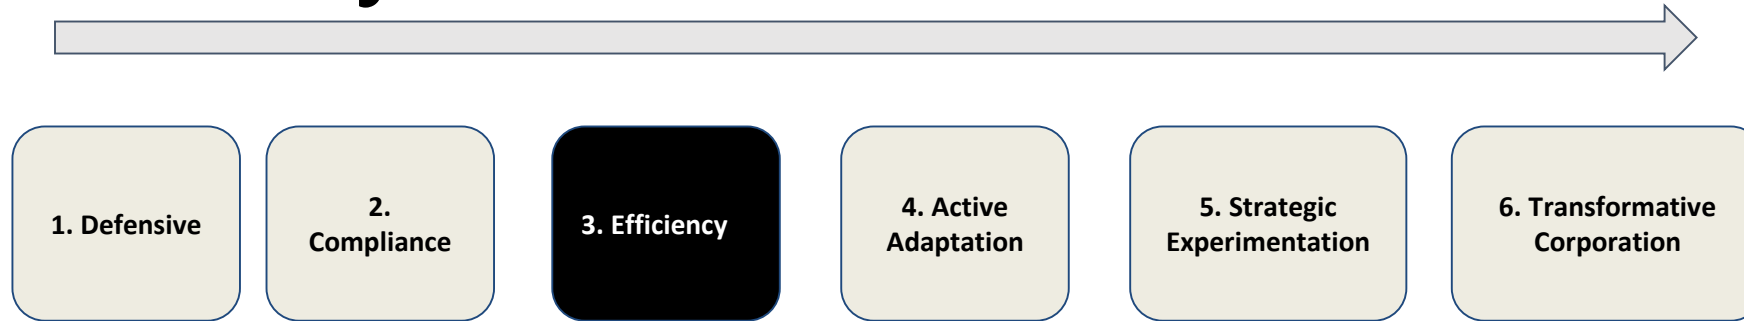 1. Defensive
2.
Compliance
3. Efficiency
4. Active
Adaptation
5. Strategic
Experimentation
6. Transformative
Corporation